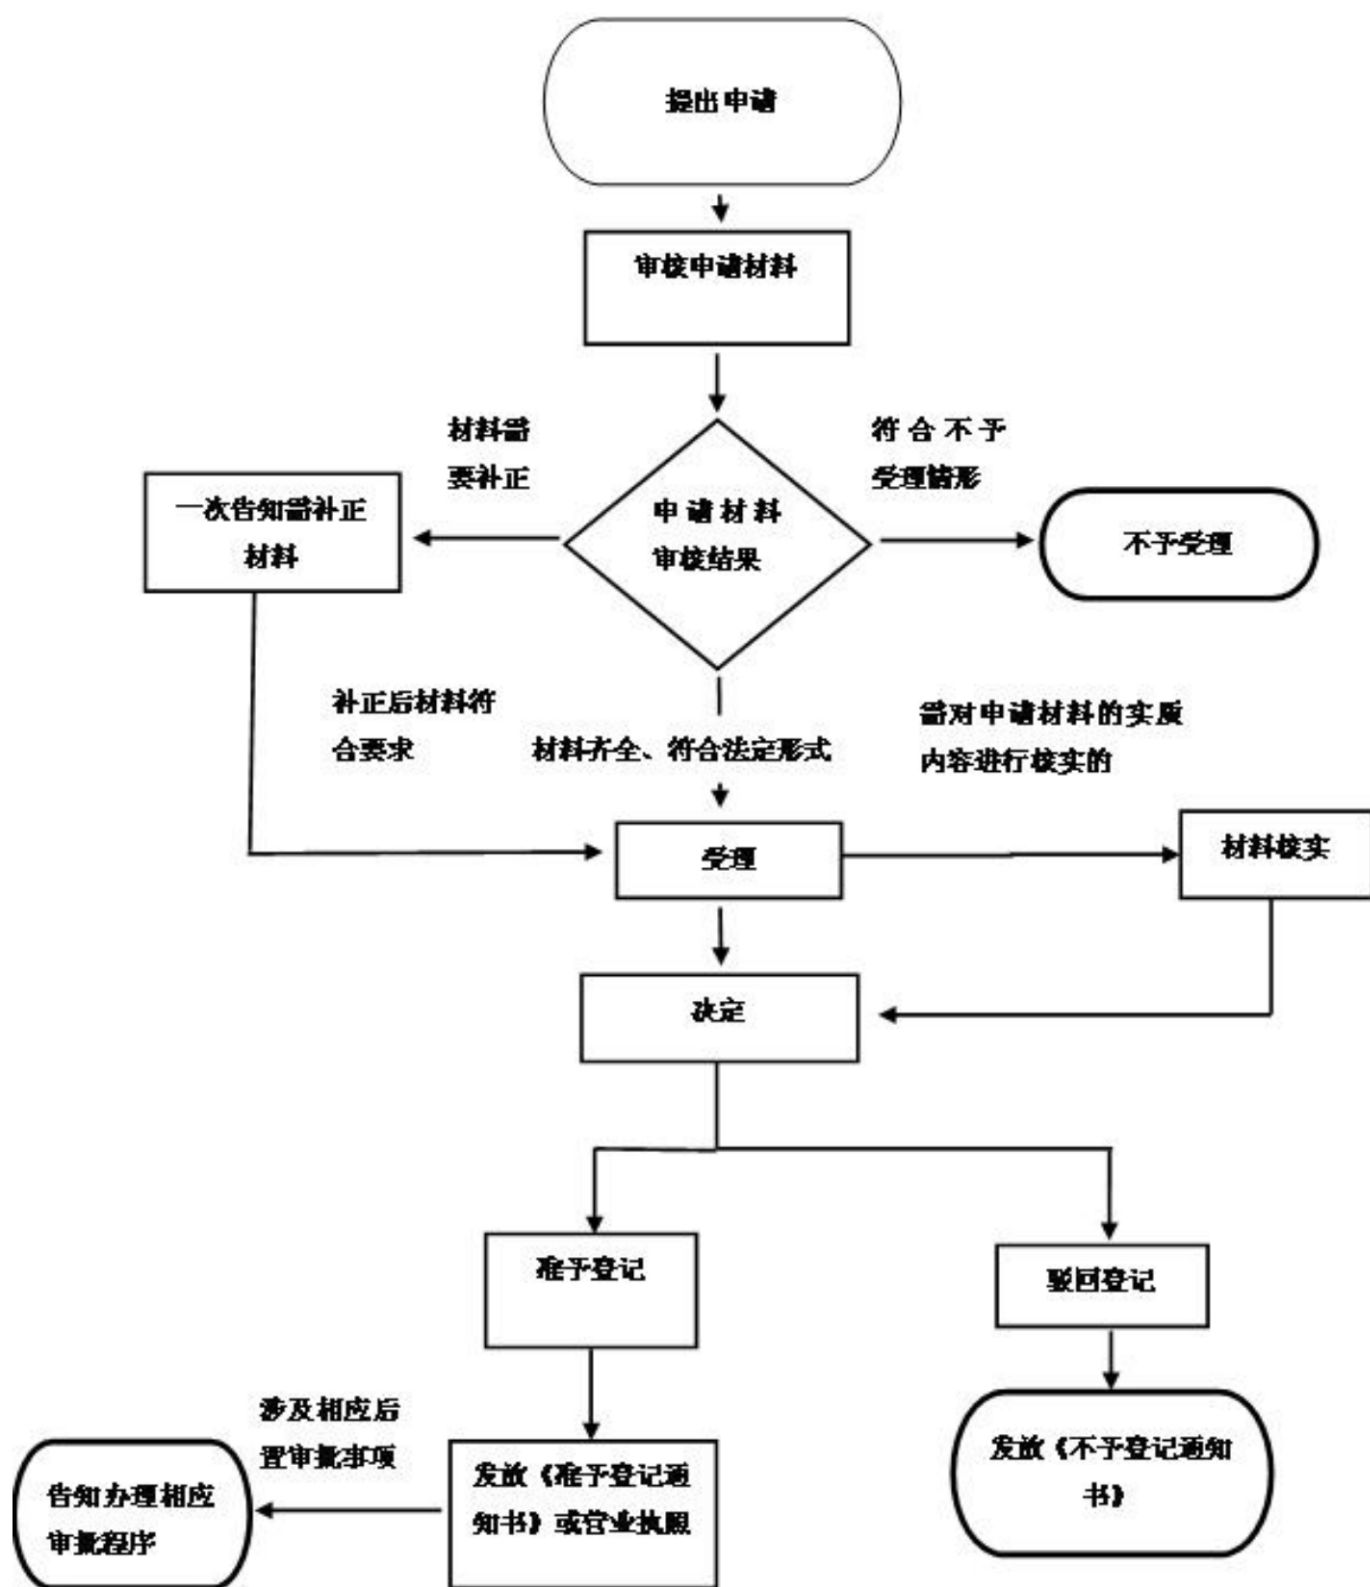 提出申请
审核申请材料
材料需
要补正
符合不予
受理情形
一次告知需补正
材料
申请材料
审核结果
不予受理
补正后材料符
合要求
材料齐全、符合法定形式
需对申请材料的实质
内容进行核实的
受理
材料核实
决定
准予登记
驳回登记
涉及相应后
置审批事项
告知办理相应
审批程序
发放《准予登记通
知书》或营业执照
发放《不予登记通知
书》